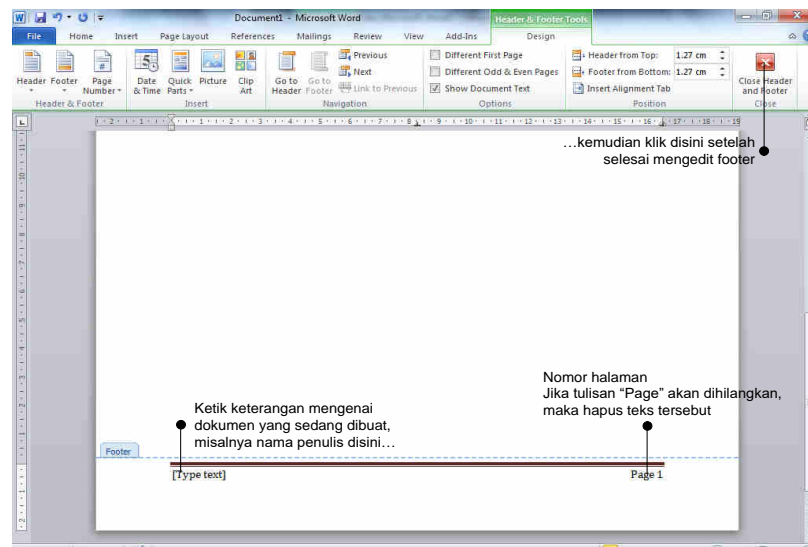 Document1 - Microsoft Word
Header & Footer Tools
File Home Insert Page Layout References Mailings Review View Add-Ins Design
Header Footer Page Number
Date & Time Quick Parts Picture Clip Art
Go to Header Go to Footer
Previous
Next
Link to Previous
Different First Page
Different Odd & Even Pages
Show Document Text
Header from Top: 1.27 cm
Footer from Bottom: 1.27 cm
Insert Alignment Tab
Close Header and Footer
Header & Footer Insert Navigation Options Position Close
…kemudian klik disini setelah
selesai mengedit footer
Nomor halaman
Jika tulisan “Page” akan dihilangkan,
maka hapus teks tersebut
Ketik keterangan mengenai
dokumen yang sedang dibuat,
misalnya nama penulis disini…
Footer
[Type text] Page 1